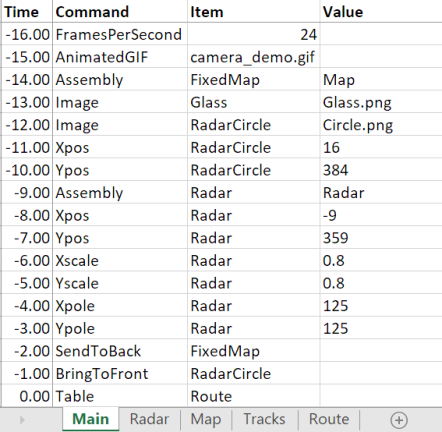 Time Command Item Value
-16.00 FramesPerSecond 24
-15.00 AnimatedGIF camera_demo.gif
-14.00 Assembly FixedMap Map
-13.00 Image Glass Glass.png
-12.00 Image RadarCircle Circle.png
-11.00 Xpos RadarCircle 16
-10.00 Ypos RadarCircle 384
-9.00 Assembly Radar Radar
-8.00 Xpos Radar -9
-7.00 Ypos Radar 359
-6.00 Xscale Radar 0.8
-5.00 Yscale Radar 0.8
-4.00 Xpole Radar 125
-3.00 Ypole Radar 125
-2.00 SendToBack FixedMap
-1.00 BringToFront RadarCircle
0.00 Table Route
Main Radar Map Tracks Route